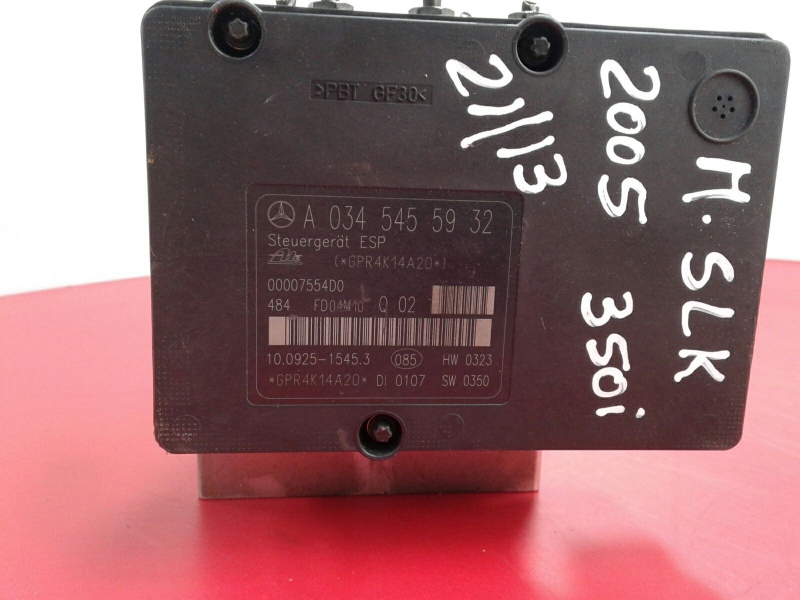 >PBT GF30<
21/13
2005
350i
M. SLK
A 034 545 59 32
Steuergerät ESP
Ate (*GPR4K14A20*)
00007554D0
484 FD04M10 Q 02
10.0925-1545.3 085 HW 0323
*GPR4K14A20* DI 0107 SW 0350